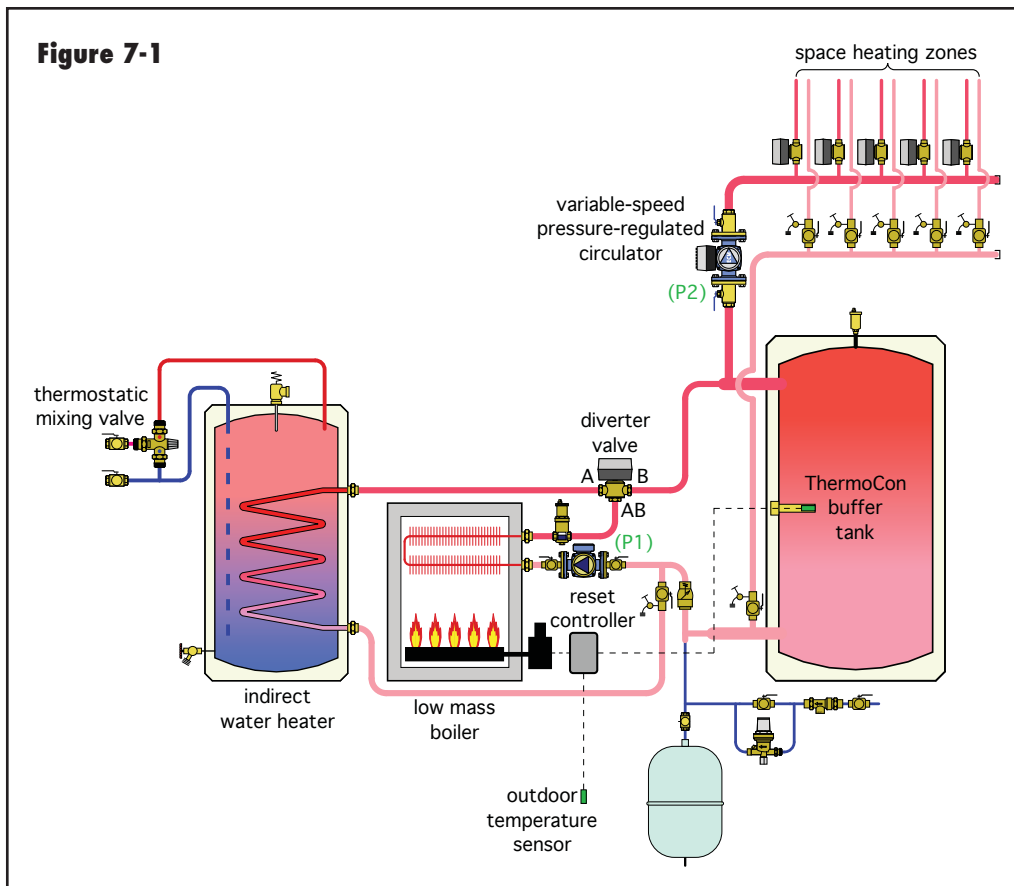 Figure 7-1
space heating zones
variable-speed
pressure-regulated
circulator
(P2)
thermostatic
mixing valve
diverter
valve
A
B
AB
ThermoCon
buffer
tank
(P1)
reset
controller
indirect
water heater
low mass
boiler
outdoor
temperature
sensor